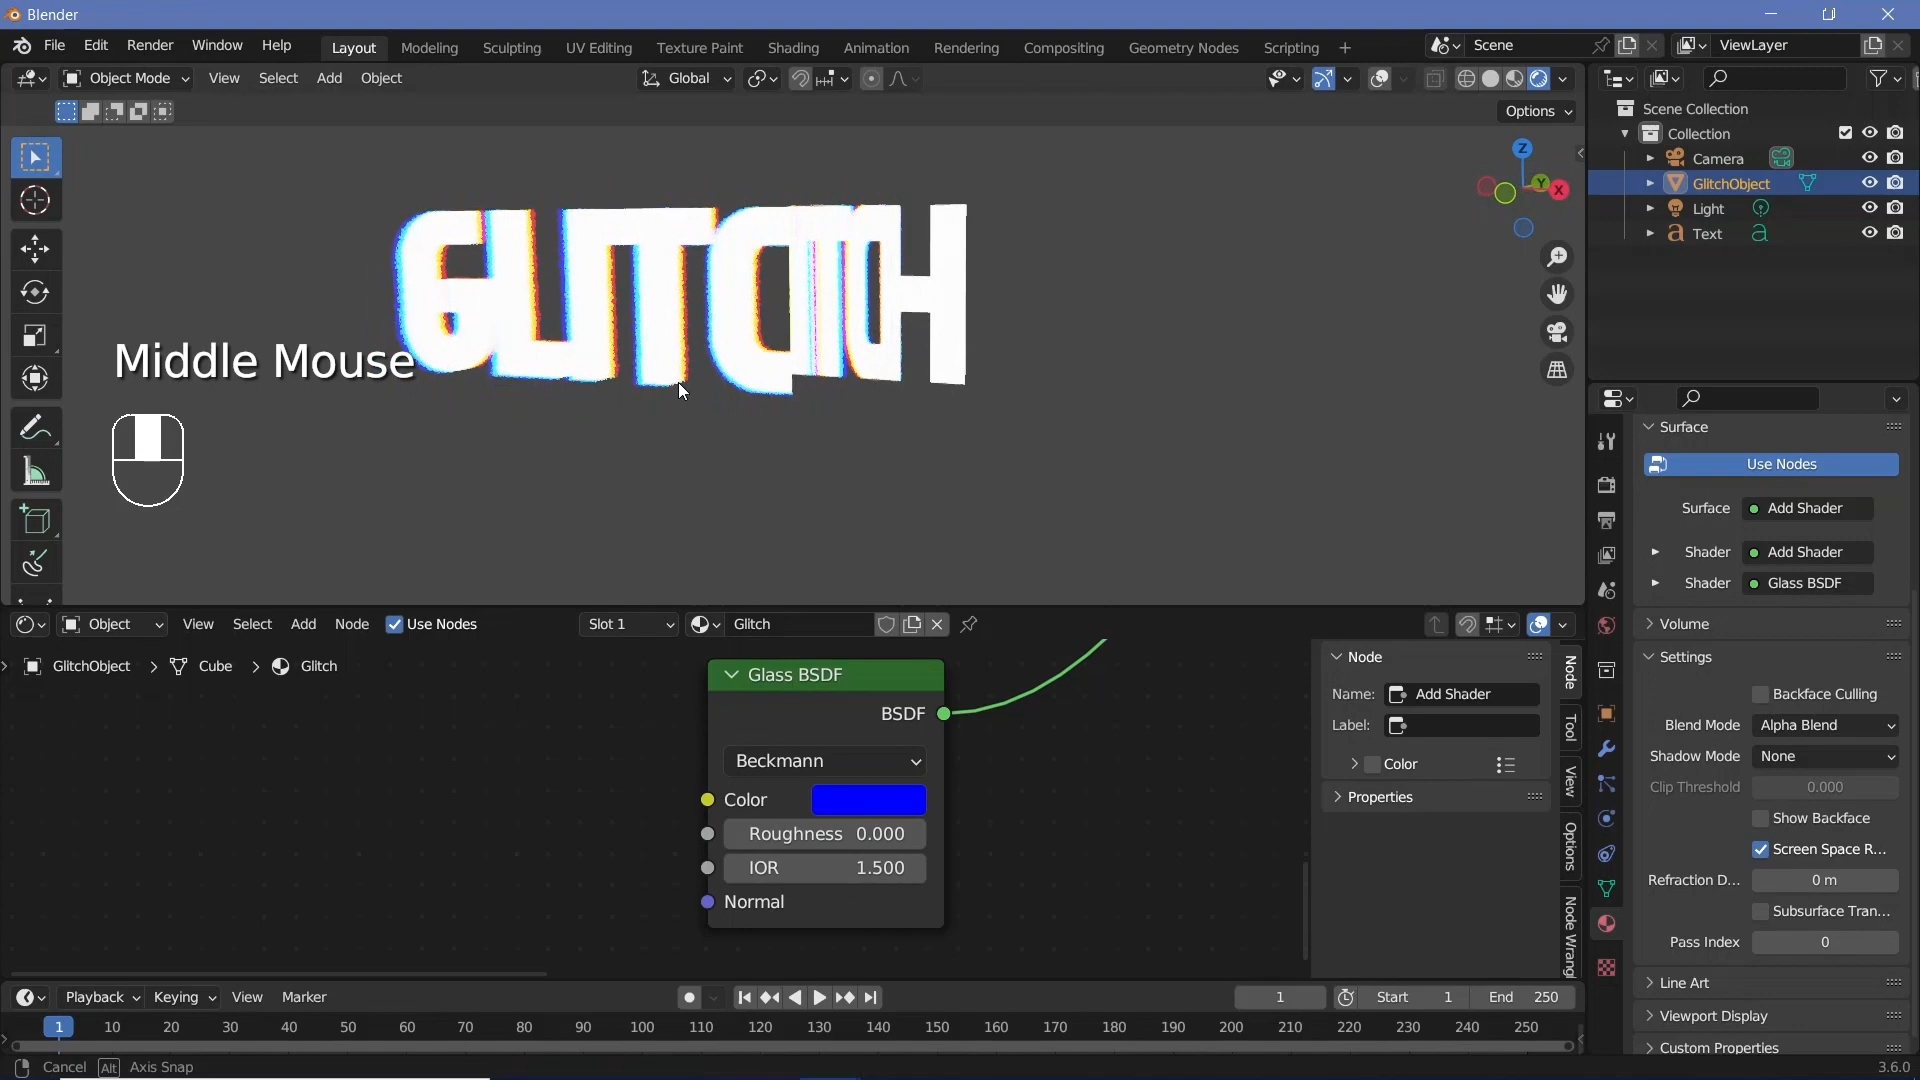 Blender
File Edit Render Window Help Layout Modeling Sculpting UV Editing Texture Paint Shading Animation Rendering Compositing Geometry Nodes Scripting + Scene ViewLayer
Object Mode View Select Add Object Global
Options
Scene Collection
Collection
Camera
GlitchObject
Light
Text
Z
Y
X
GLITCH
Middle Mouse
Surface
Use Nodes
Surface Add Shader
Shader Add Shader
Shader Glass BSDF
Volume
Settings
Backface Culling
Blend Mode Alpha Blend
Shadow Mode None
Clip Threshold 0.000
Show Backface
Screen Space R...
Refraction D... 0 m
Subsurface Tran...
Pass Index 0
Line Art
Viewport Display
Custom Properties
Object View Select Add Node Use Nodes Slot 1 Glitch
GlitchObject > Cube > Glitch
Glass BSDF
BSDF
Beckmann
Color
Roughness 0.000
IOR 1.500
Normal
Node
Name: Add Shader
Label:
Color
Properties
Node
Tool
View
Options
Node Wrangl
Playback Keying View Marker 1 Start 1 End 250
1 10 20 30 40 50 60 70 80 90 100 110 120 130 140 150 160 170 180 190 200 210 220 230 240 250
Cancel Alt Axis Snap 3.6.0